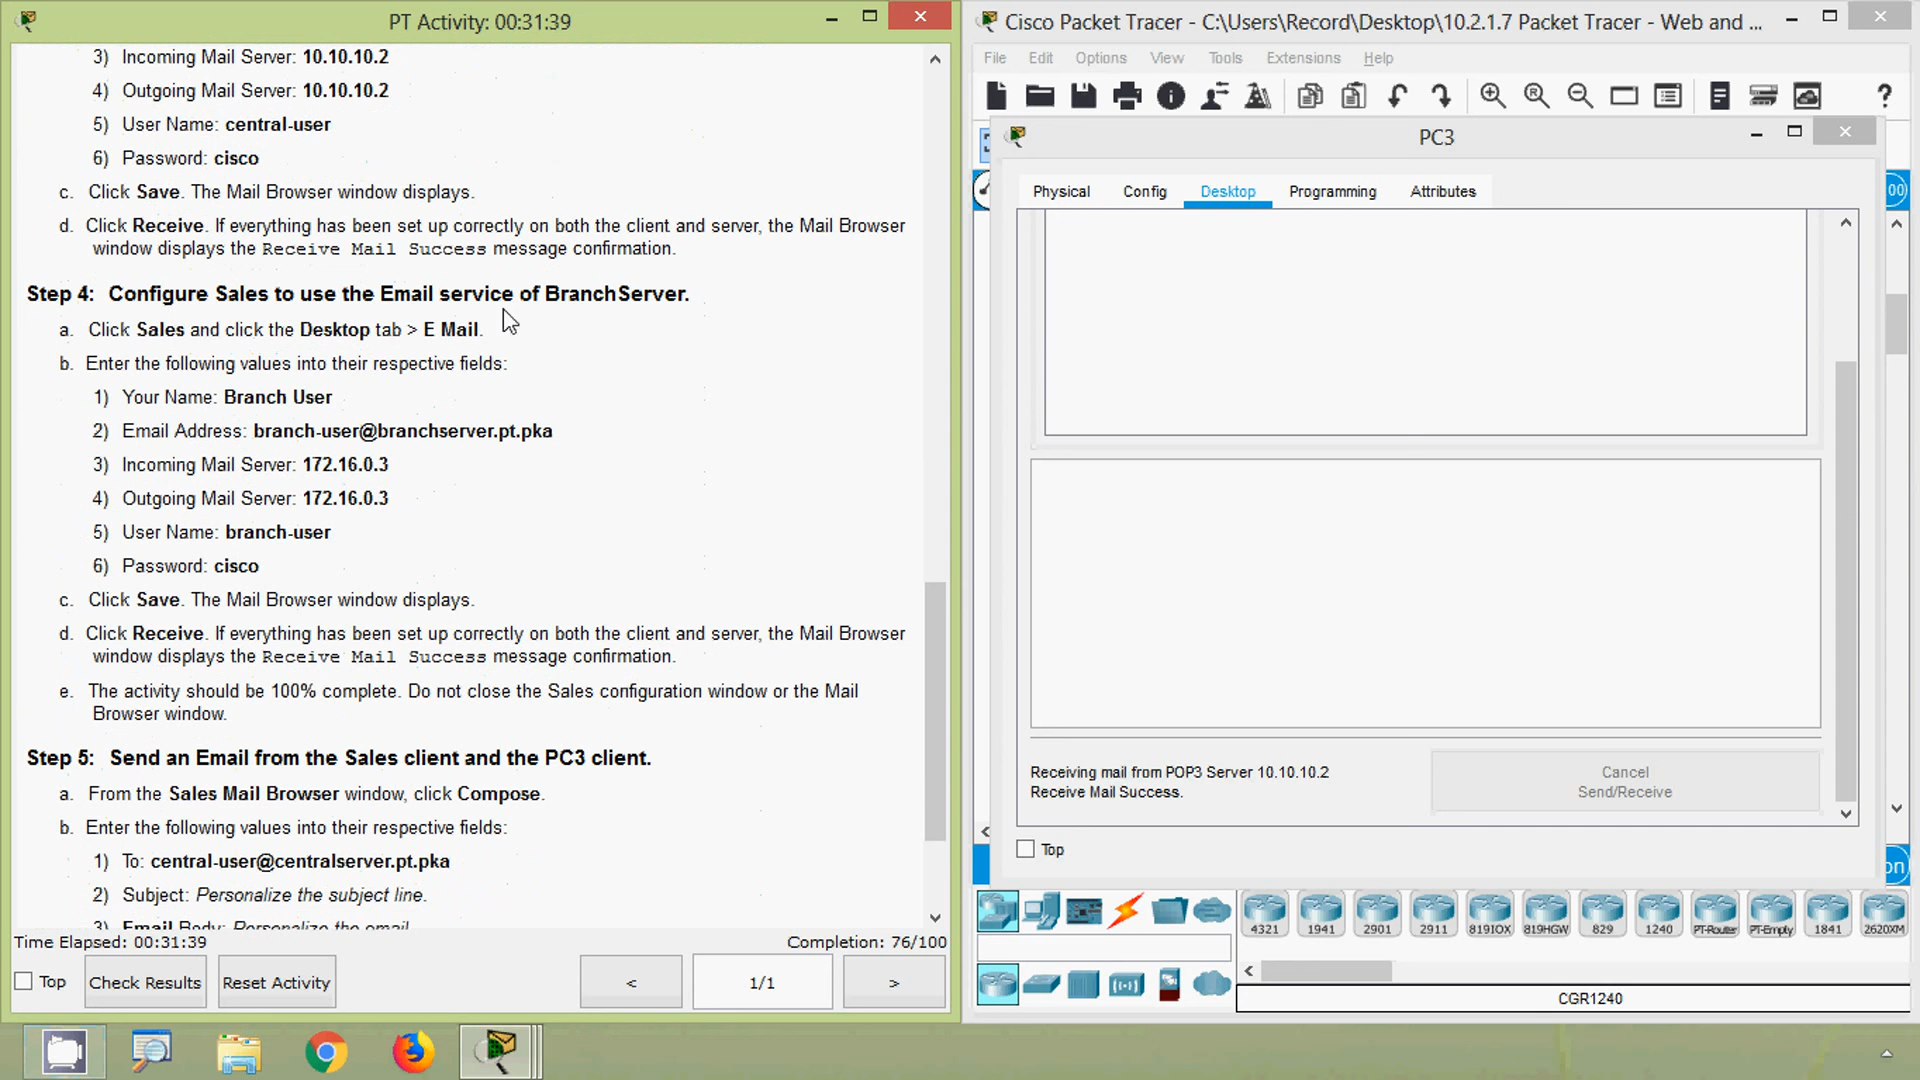 PT Activity: 00:31:39
3) Incoming Mail Server: 10.10.10.2
4) Outgoing Mail Server: 10.10.10.2
5) User Name: central-user
6) Password: cisco
c. Click Save. The Mail Browser window displays.
d. Click Receive. If everything has been set up correctly on both the client and server, the Mail Browser
window displays the Receive Mail Success message confirmation.
Step 4: Configure Sales to use the Email service of BranchServer.
a. Click Sales and click the Desktop tab > E Mail.
b. Enter the following values into their respective fields:
1) Your Name: Branch User
2) Email Address: branch-user@branchserver.pt.pka
3) Incoming Mail Server: 172.16.0.3
4) Outgoing Mail Server: 172.16.0.3
5) User Name: branch-user
6) Password: cisco
c. Click Save. The Mail Browser window displays.
d. Click Receive. If everything has been set up correctly on both the client and server, the Mail Browser
window displays the Receive Mail Success message confirmation.
e. The activity should be 100% complete. Do not close the Sales configuration window or the Mail
Browser window.
Step 5: Send an Email from the Sales client and the PC3 client.
a. From the Sales Mail Browser window, click Compose.
b. Enter the following values into their respective fields:
1) To: central-user@centralserver.pt.pka
2) Subject: Personalize the subject line.
3) Email Body: Personalize the email.
Time Elapsed: 00:31:39
Completion: 76/100
Top
Check Results
Reset Activity
<
1/1
>
Cisco Packet Tracer - C:\Users\Record\Desktop\10.2.1.7 Packet Tracer - Web and ...
File Edit Options View Tools Extensions Help
?
PC3
Physical Config Desktop Programming Attributes
00)
Receiving mail from POP3 Server 10.10.10.2
Receive Mail Success.
Cancel
Send/Receive
Top
on
4321 1941 2901 2911 819IOX 819HGW 829 1240 PT-Router PT-Empty 1841 2620XM
CGR1240